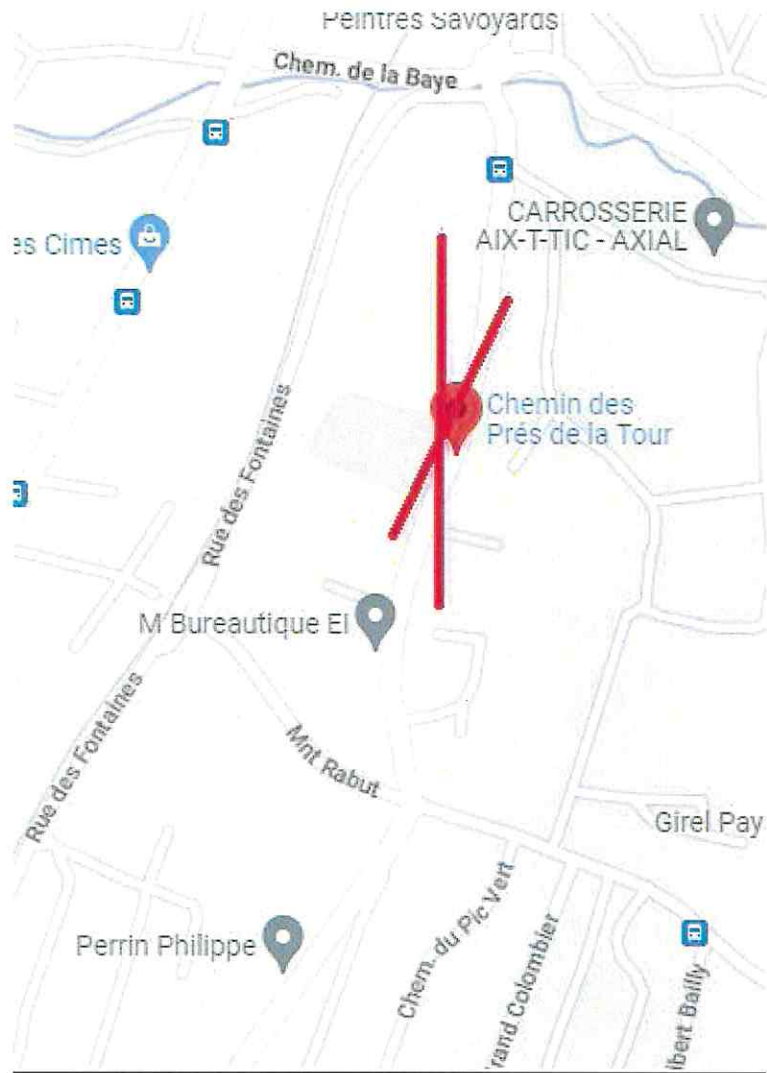 Peintres Savoyards
Chem. de la Baye
CARROSSERIE
AIX-T-TIC - AXIAL
es Cimes
Chemin des
Prés de la Tour
Rue des Fontaines
M Bureautique EI
Rue des Fontaines
Mnt Rabut
Girel Pay
Chem. du Pic Vert
Perrin Philippe
rand Colombier
lbert Bailly